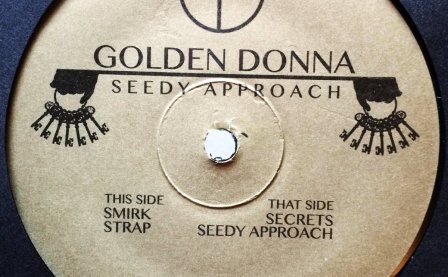 GOLDEN DONNA
SEEDY APPROACH
THIS SIDE
SMIRK
STRAP
THAT SIDE
SECRETS
SEEDY APPROACH